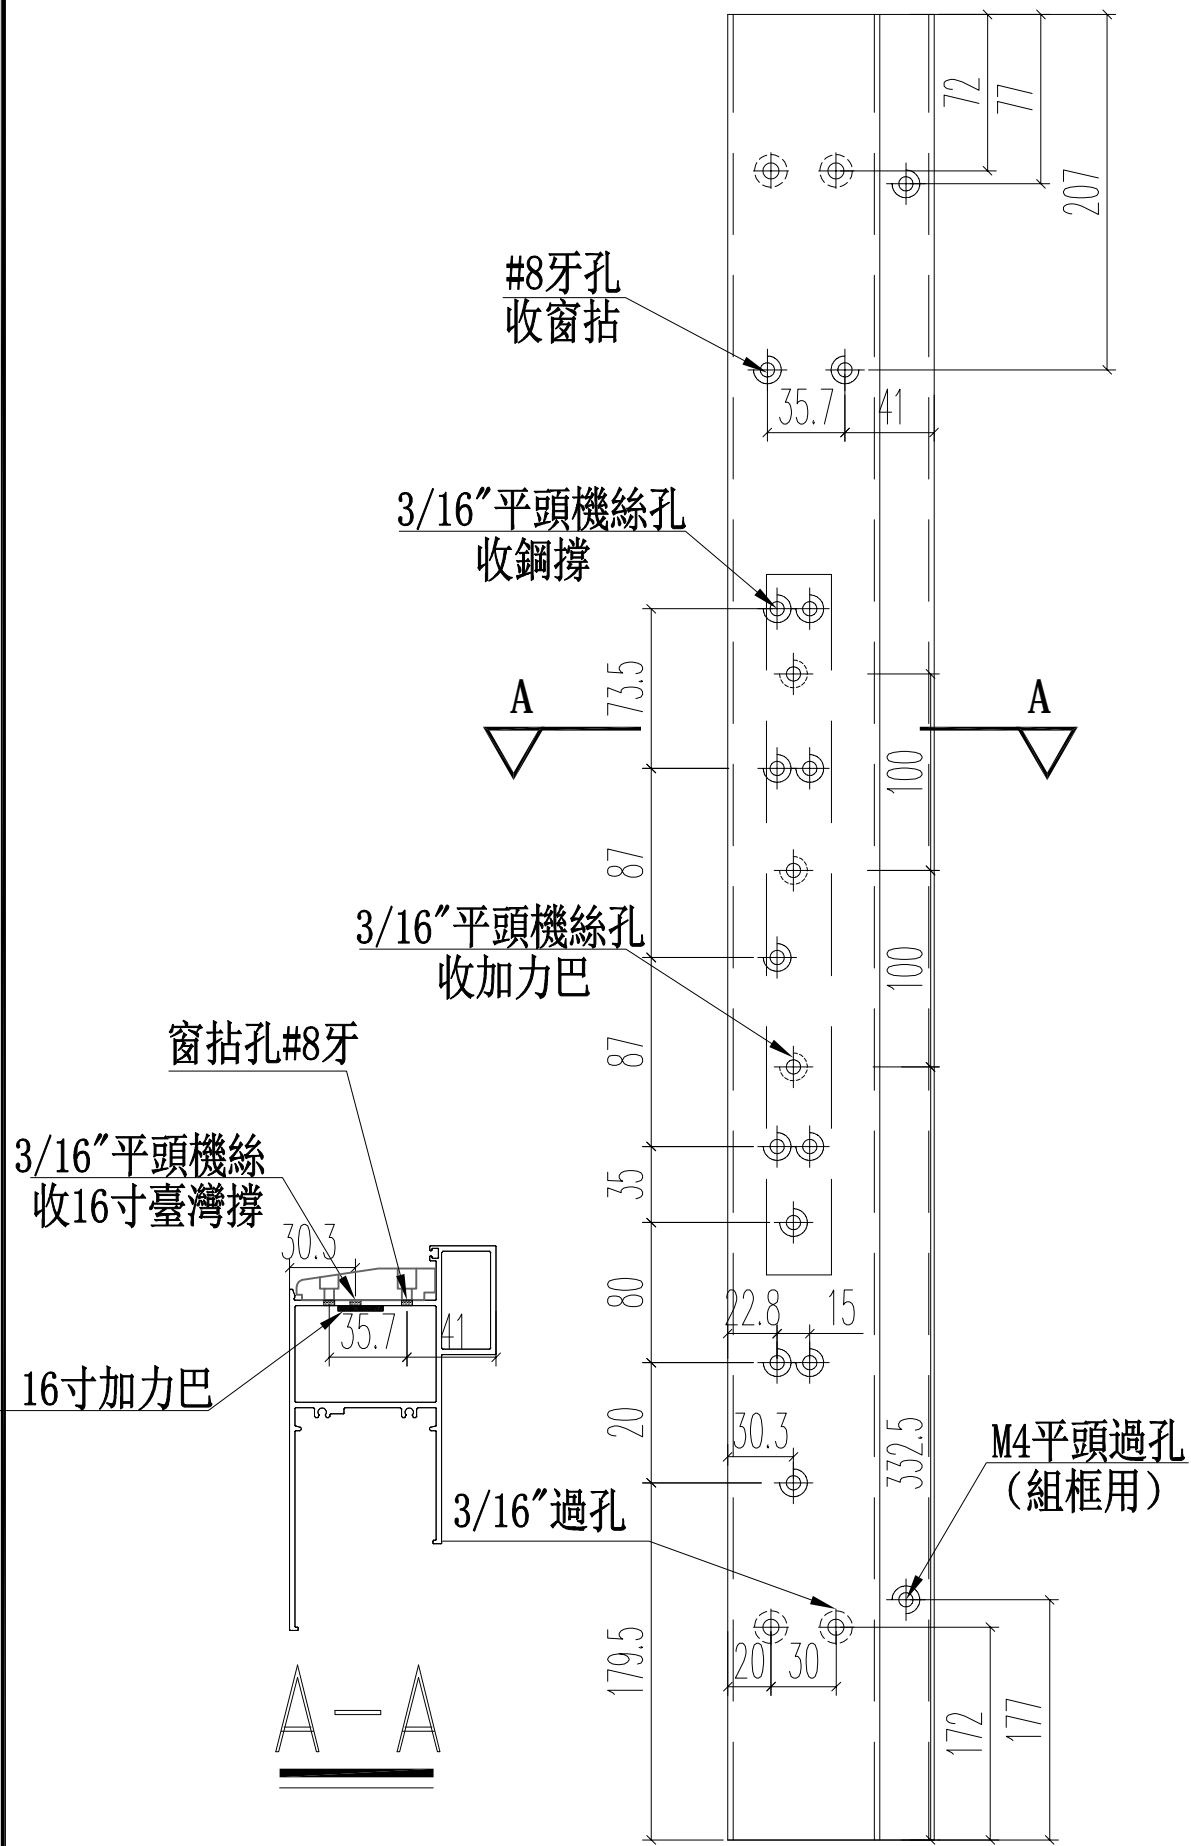 72
77
207
#8牙孔
收窗拈
35.7
41
3/16″平頭機絲孔
收鋼撐
73.5
A
A
100
87
3/16″平頭機絲孔
收加力巴
100
窗拈孔#8牙
87
3/16″平頭機絲
收16寸臺灣撐
35
30.3
80
22.8
15
35.7
41
16寸加力巴
20
30.3
332.5
M4平頭過孔
（組框用）
3/16″過孔
179.5
20
30
172
177
A-A